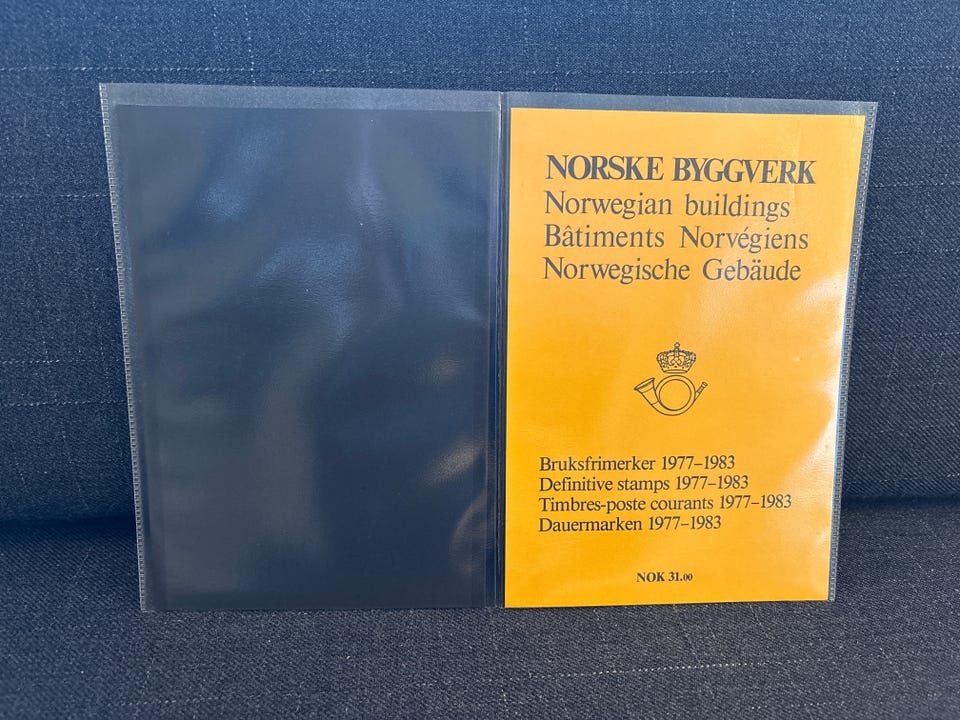 NORSKE BYGGVERK
Norwegian buildings
Bâtiments Norvégiens
Norwegische Gebäude
Bruksfrimerker 1977–1983
Definitive stamps 1977–1983
Timbres-poste courants 1977–1983
Dauermarken 1977–1983
NOK 31.00